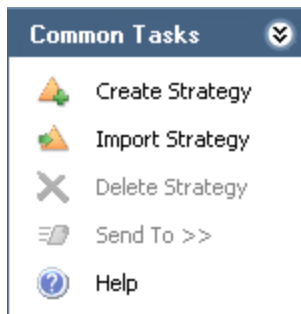 Common Tasks
Create Strategy
Import Strategy
Delete Strategy
Send To >>
Help